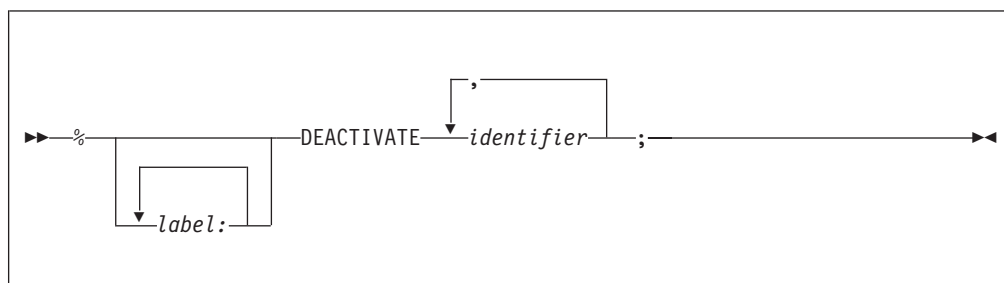 ,
% DEACTIVATE identifier ;
label: